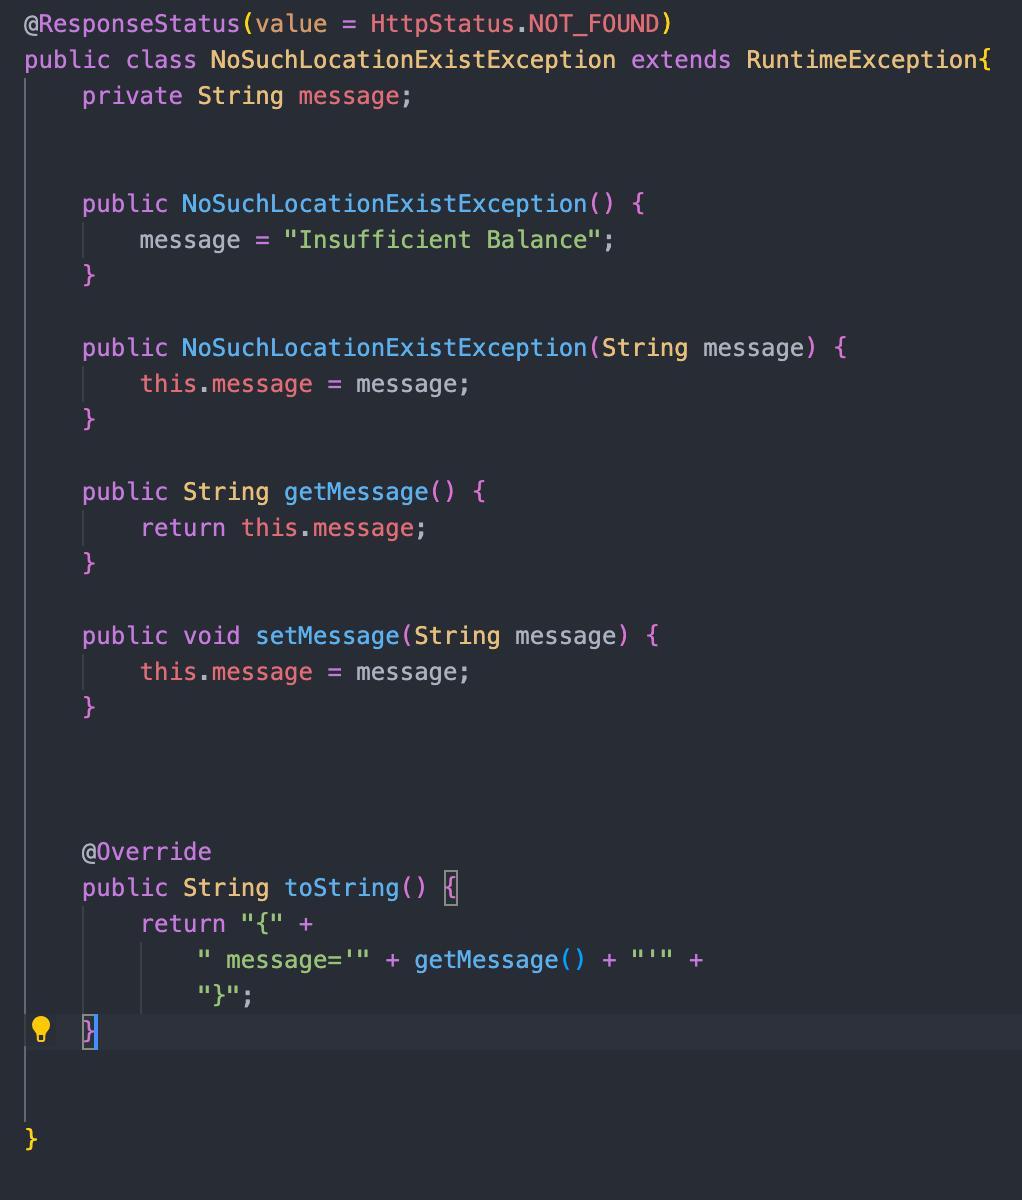 @ResponseStatus(value = HttpStatus.NOT_FOUND)
public class NoSuchLocationExistException extends RuntimeException{
    private String message;
    public NoSuchLocationExistException() {
        message = "Insufficient Balance";
    }
    public NoSuchLocationExistException(String message) {
        this.message = message;
    }
    public String getMessage() {
        return this.message;
    }
    public void setMessage(String message) {
        this.message = message;
    }
    @Override
    public String toString() {
        return "{" +
            " message='" + getMessage() + "'" +
            "}";
    }
}